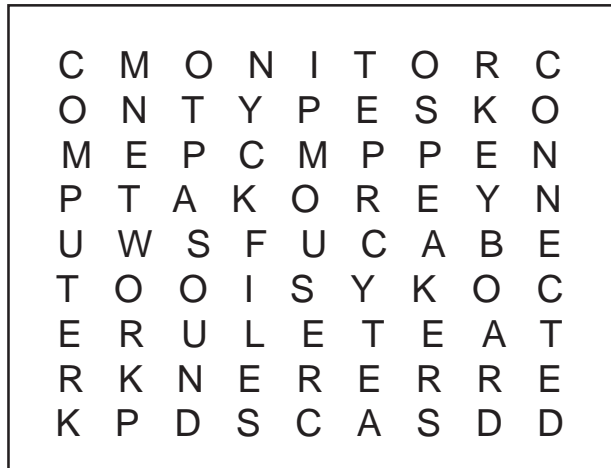 C M O N I T O R C
O N T Y P E S K O
M E P C M P P E N
P T A K O R E Y N
U W S F U C A B E
T O O I S Y K O C
E R U L E T E A T
R K N E R E R R E
K P D S C A S D D